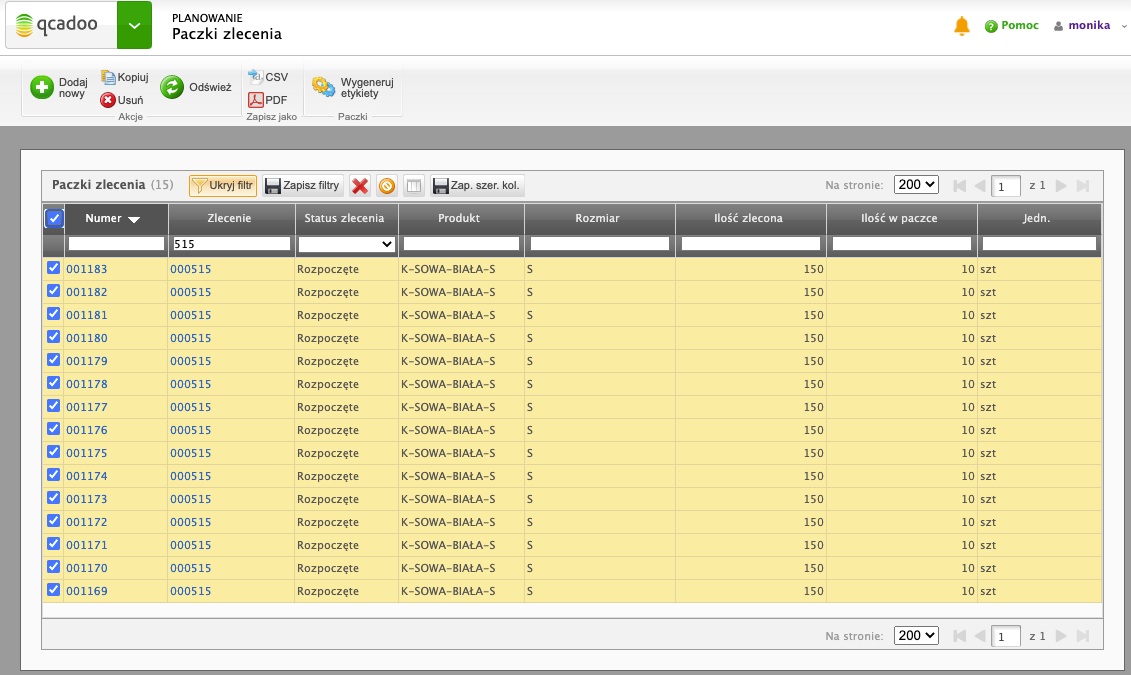 qcadoo
PLANOWANIE
Paczki zlecenia
Pomoc
monika
Dodaj nowy
Kopiuj
Usuń
Odśwież
Akcje
CSV
PDF
Zapisz jako
Wygeneruj etykiety
Paczki
Paczki zlecenia (15) Ukryj filtr Zapisz filtry Zap. szer. kol. Na stronie: 200 1 z 1
Numer Zlecenie Status zlecenia Produkt Rozmiar Ilość zlecona Ilość w paczce Jedn.
515
001183 000515 Rozpoczęte K-SOWA-BIAŁA-S S 150 10 szt
001182 000515 Rozpoczęte K-SOWA-BIAŁA-S S 150 10 szt
001181 000515 Rozpoczęte K-SOWA-BIAŁA-S S 150 10 szt
001180 000515 Rozpoczęte K-SOWA-BIAŁA-S S 150 10 szt
001179 000515 Rozpoczęte K-SOWA-BIAŁA-S S 150 10 szt
001178 000515 Rozpoczęte K-SOWA-BIAŁA-S S 150 10 szt
001177 000515 Rozpoczęte K-SOWA-BIAŁA-S S 150 10 szt
001176 000515 Rozpoczęte K-SOWA-BIAŁA-S S 150 10 szt
001175 000515 Rozpoczęte K-SOWA-BIAŁA-S S 150 10 szt
001174 000515 Rozpoczęte K-SOWA-BIAŁA-S S 150 10 szt
001173 000515 Rozpoczęte K-SOWA-BIAŁA-S S 150 10 szt
001172 000515 Rozpoczęte K-SOWA-BIAŁA-S S 150 10 szt
001171 000515 Rozpoczęte K-SOWA-BIAŁA-S S 150 10 szt
001170 000515 Rozpoczęte K-SOWA-BIAŁA-S S 150 10 szt
001169 000515 Rozpoczęte K-SOWA-BIAŁA-S S 150 10 szt
Na stronie: 200 1 z 1